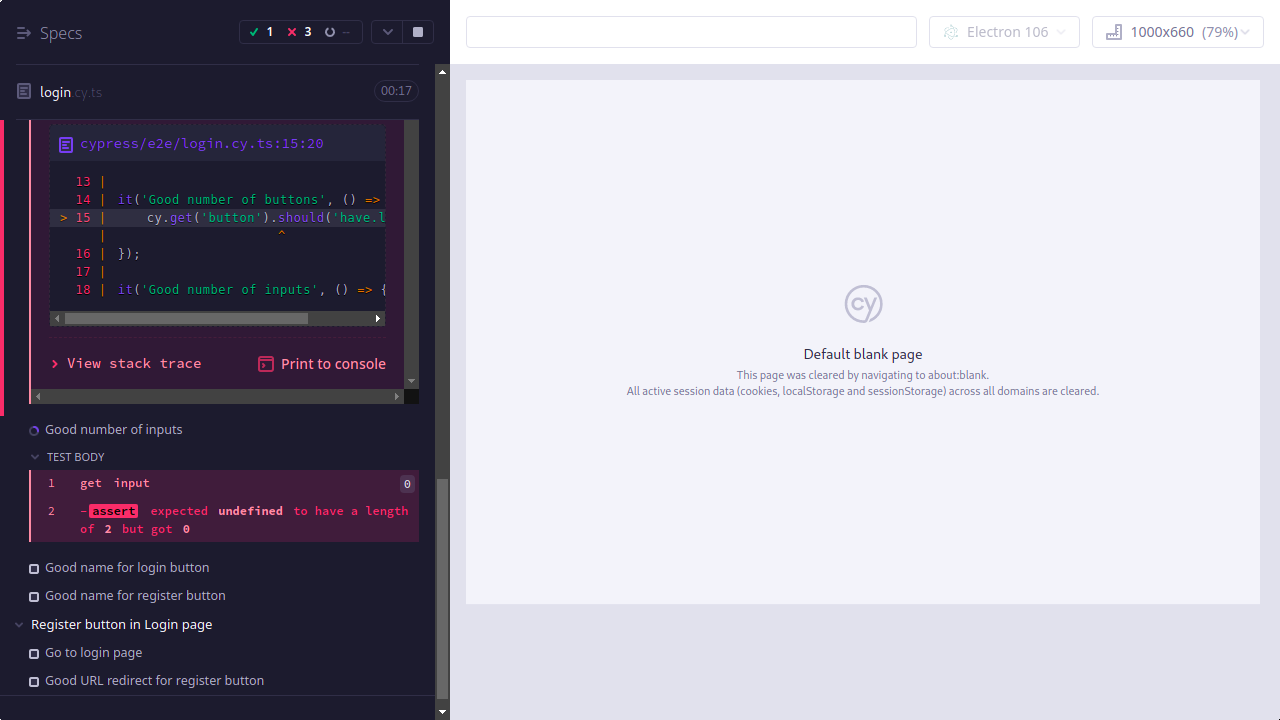 Specs
1 3 --
Electron 106
1000x660 (79%)
login.cy.ts
00:17
cypress/e2e/login.cy.ts:15:20
13 |
14 | it('Good number of buttons', () =>
> 15 | cy.get('button').should('have.l
| ^
16 | });
17 |
18 | it('Good number of inputs', () => {
View stack trace
Print to console
Good number of inputs
TEST BODY
1 get input 0
2 -assert expected undefined to have a length
of 2 but got 0
Good name for login button
Good name for register button
Register button in Login page
Go to login page
Good URL redirect for register button
cy
Default blank page
This page was cleared by navigating to about:blank.
All active session data (cookies, localStorage and sessionStorage) across all domains are cleared.